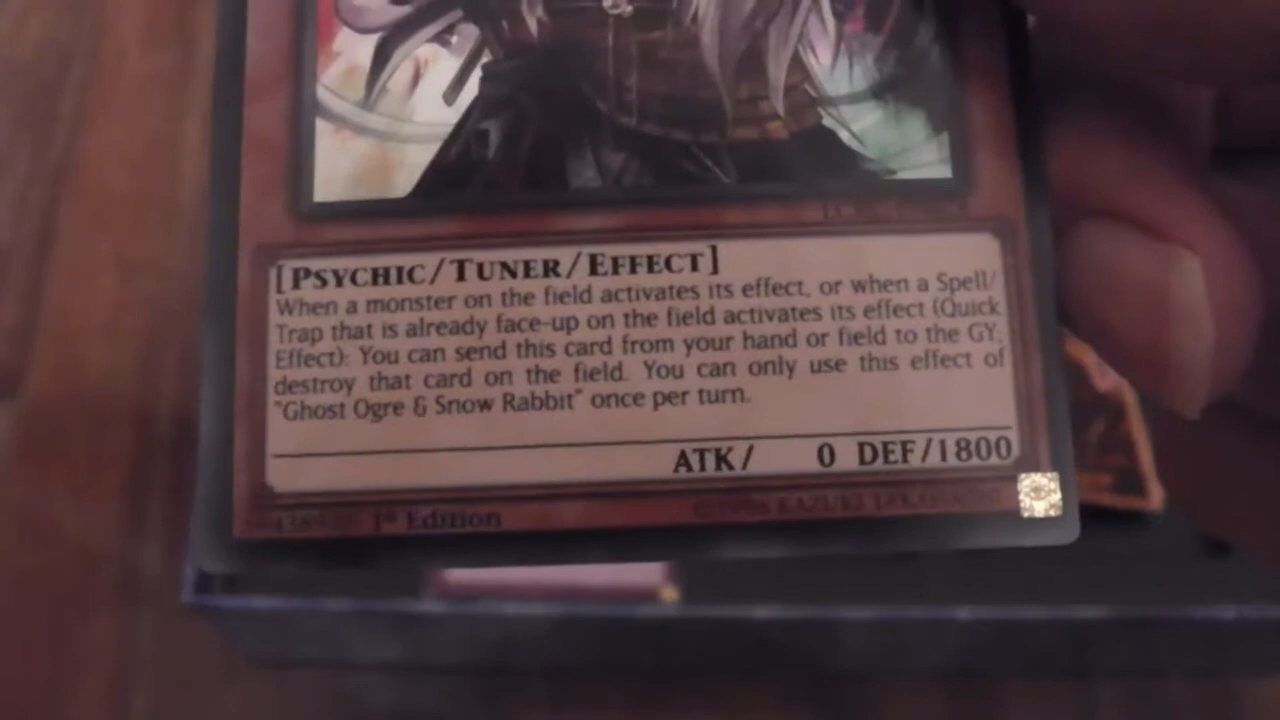 [PSYCHIC/TUNER/EFFECT]
When a monster on the field activates its effect, or when a Spell/
Trap that is already face-up on the field activates its effect (Quick
Effect): You can send this card from your hand or field to the GY;
destroy that card on the field. You can only use this effect of
"Ghost Ogre & Snow Rabbit" once per turn.
ATK/ 0 DEF/1800
1st Edition
KAZUKI TAKAHASHI